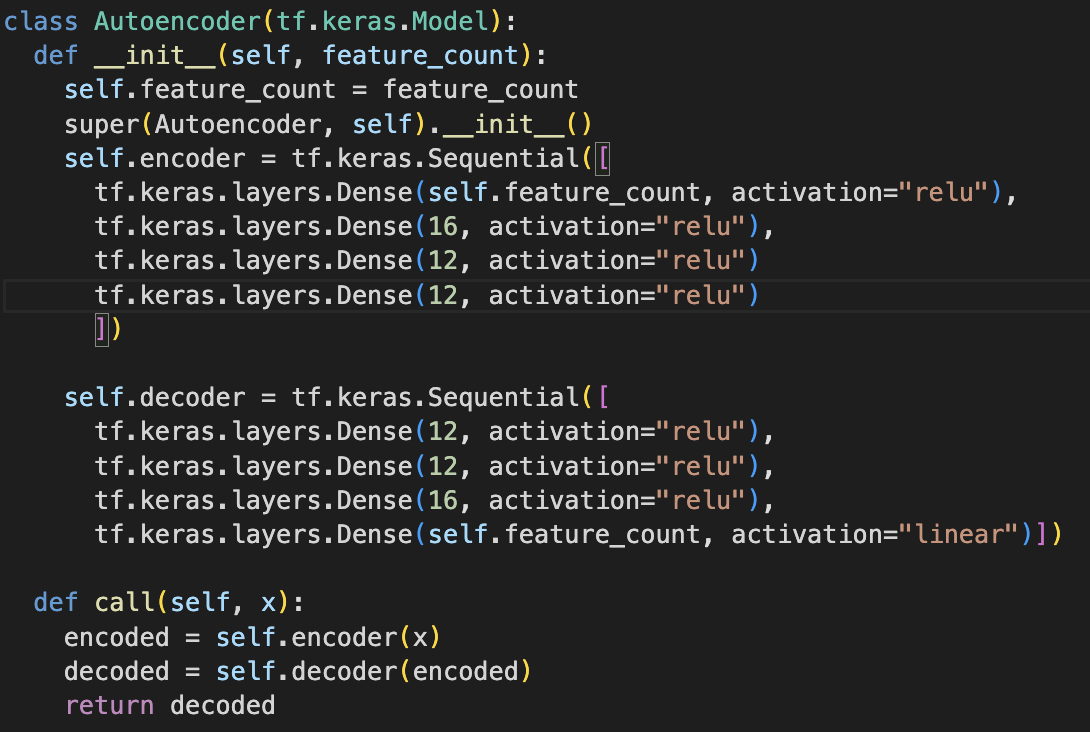 class Autoencoder(tf.keras.Model):
  def __init__(self, feature_count):
    self.feature_count = feature_count
    super(Autoencoder, self).__init__()
    self.encoder = tf.keras.Sequential([
      tf.keras.layers.Dense(self.feature_count, activation="relu"),
      tf.keras.layers.Dense(16, activation="relu"),
      tf.keras.layers.Dense(12, activation="relu")
      tf.keras.layers.Dense(12, activation="relu")
      ])

    self.decoder = tf.keras.Sequential([
      tf.keras.layers.Dense(12, activation="relu"),
      tf.keras.layers.Dense(12, activation="relu"),
      tf.keras.layers.Dense(16, activation="relu"),
      tf.keras.layers.Dense(self.feature_count, activation="linear")])

  def call(self, x):
    encoded = self.encoder(x)
    decoded = self.decoder(encoded)
    return decoded